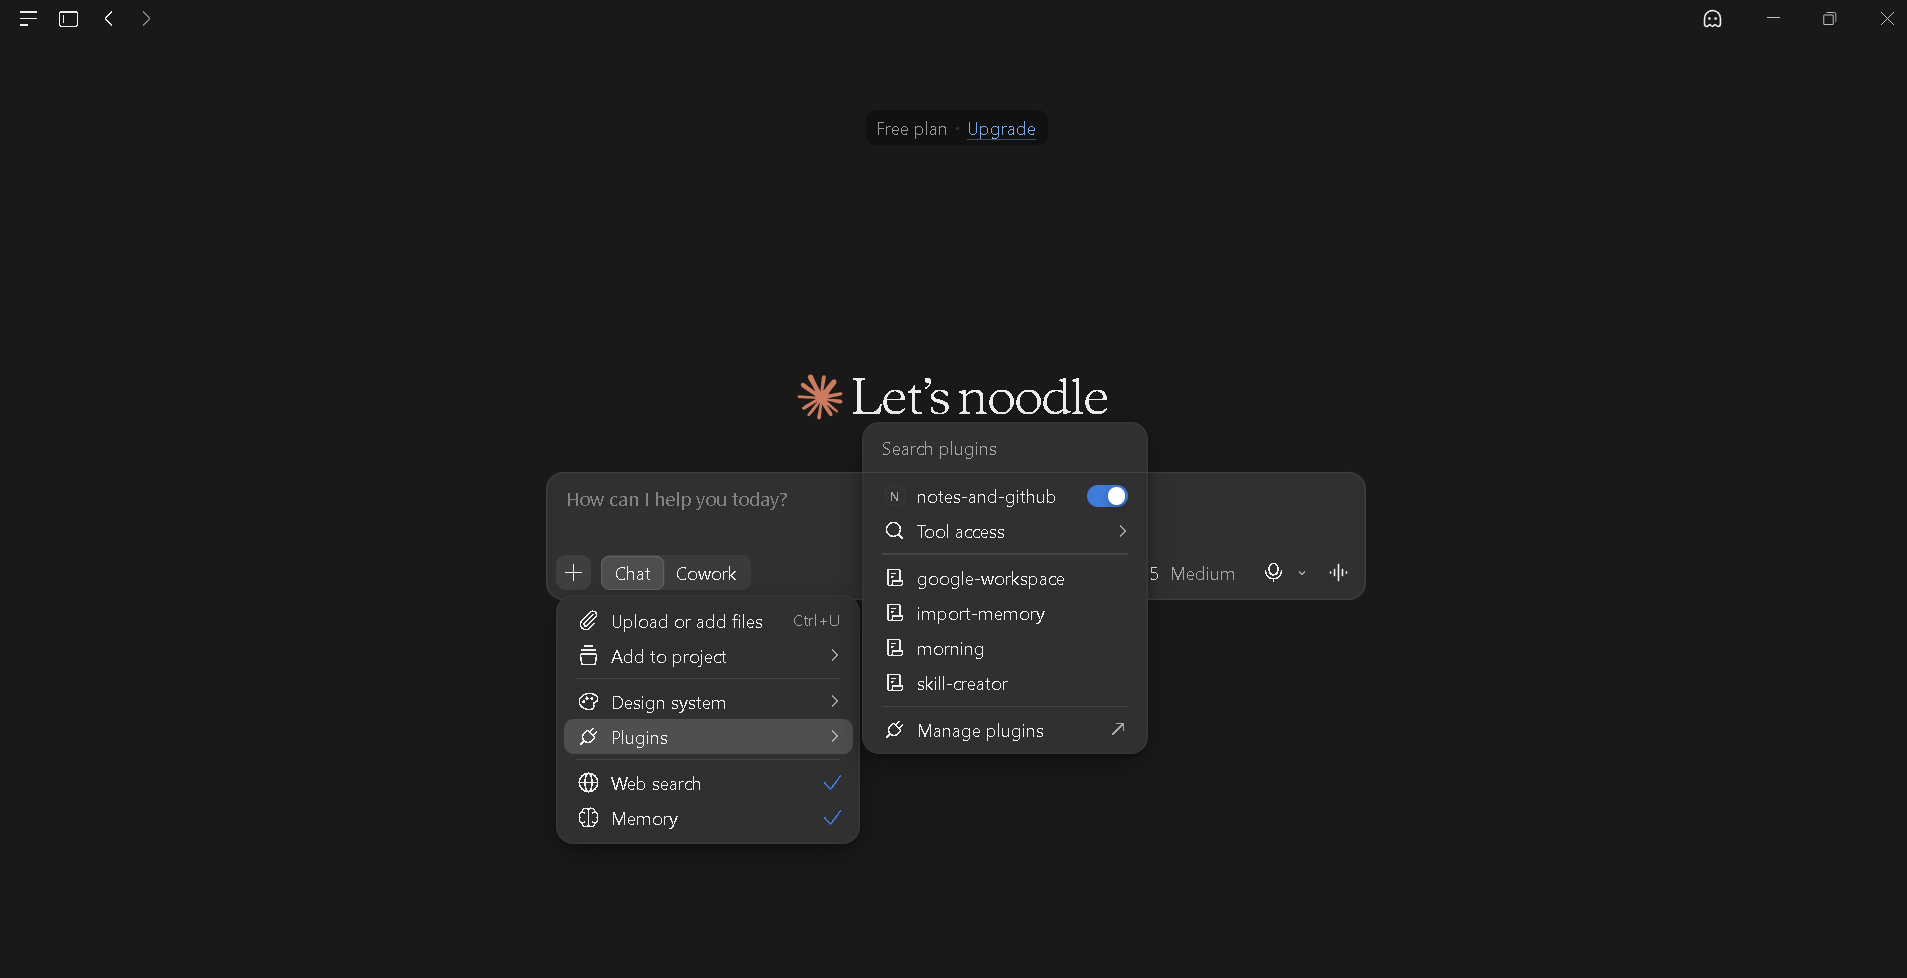 Free plan · Upgrade
Let's noodle
How can I help you today?
Chat
Cowork
5 Medium
Upload or add files Ctrl+U
Add to project
Design system
Plugins
Web search
Memory
Search plugins
N notes-and-github
Tool access
google-workspace
import-memory
morning
skill-creator
Manage plugins